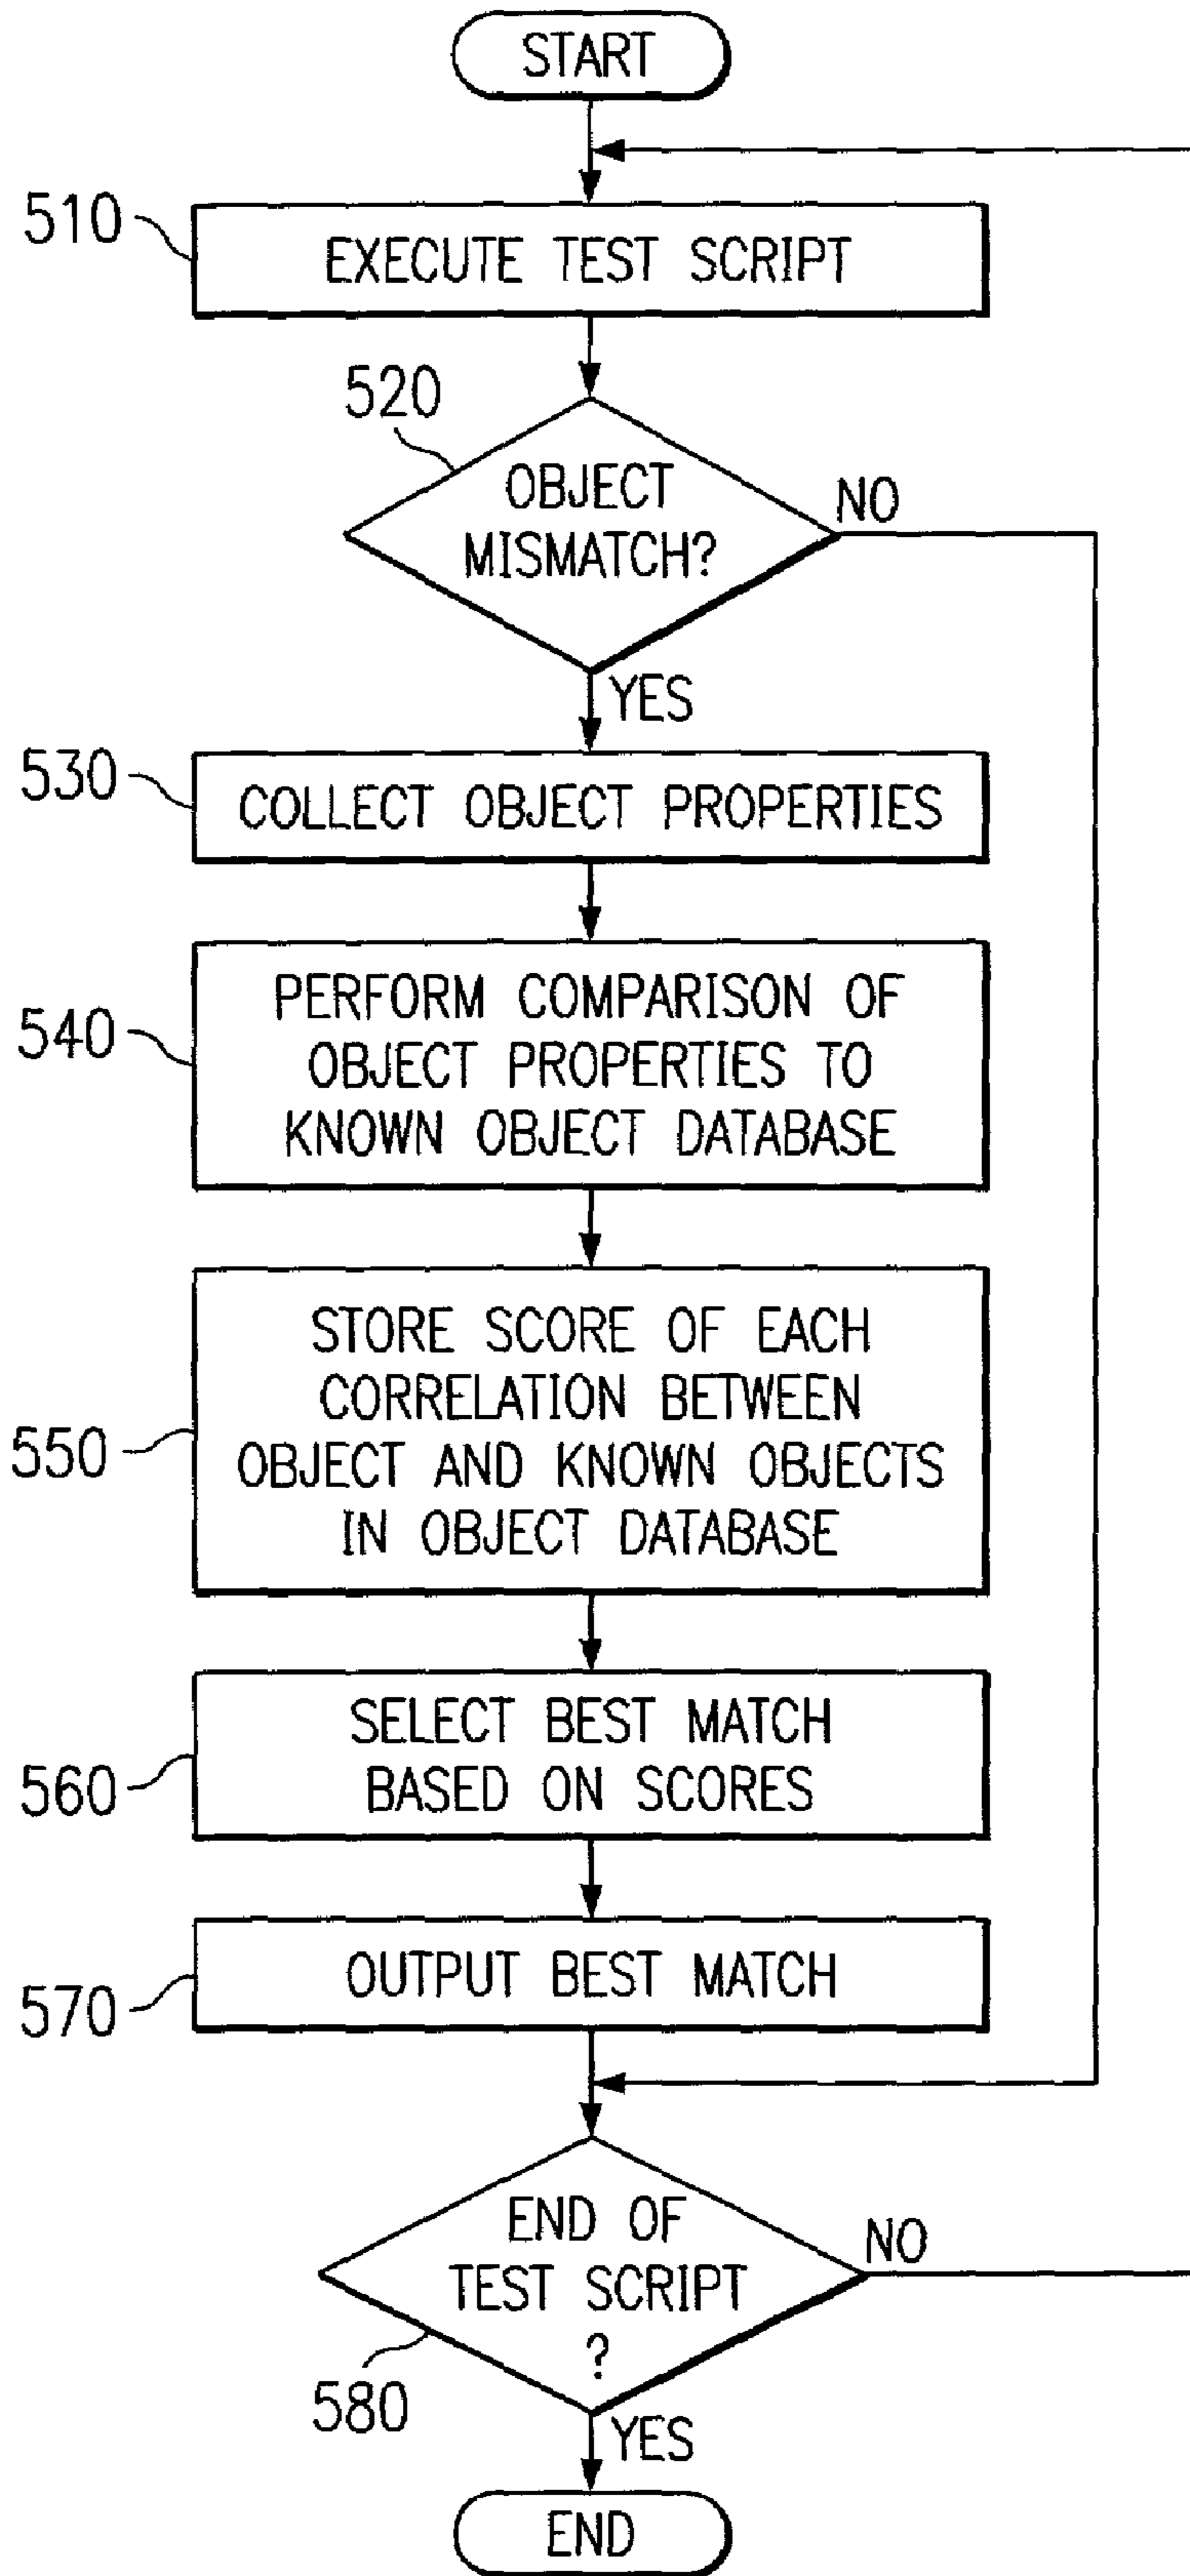 START
510
EXECUTE TEST SCRIPT
520
OBJECT
MISMATCH?
NO
YES
530
COLLECT OBJECT PROPERTIES
540
PERFORM COMPARISON OF
OBJECT PROPERTIES TO
KNOWN OBJECT DATABASE
550
STORE SCORE OF EACH
CORRELATION BETWEEN
OBJECT AND KNOWN OBJECTS
IN OBJECT DATABASE
560
SELECT BEST MATCH
BASED ON SCORES
570
OUTPUT BEST MATCH
END OF
TEST SCRIPT
?
NO
580
YES
END